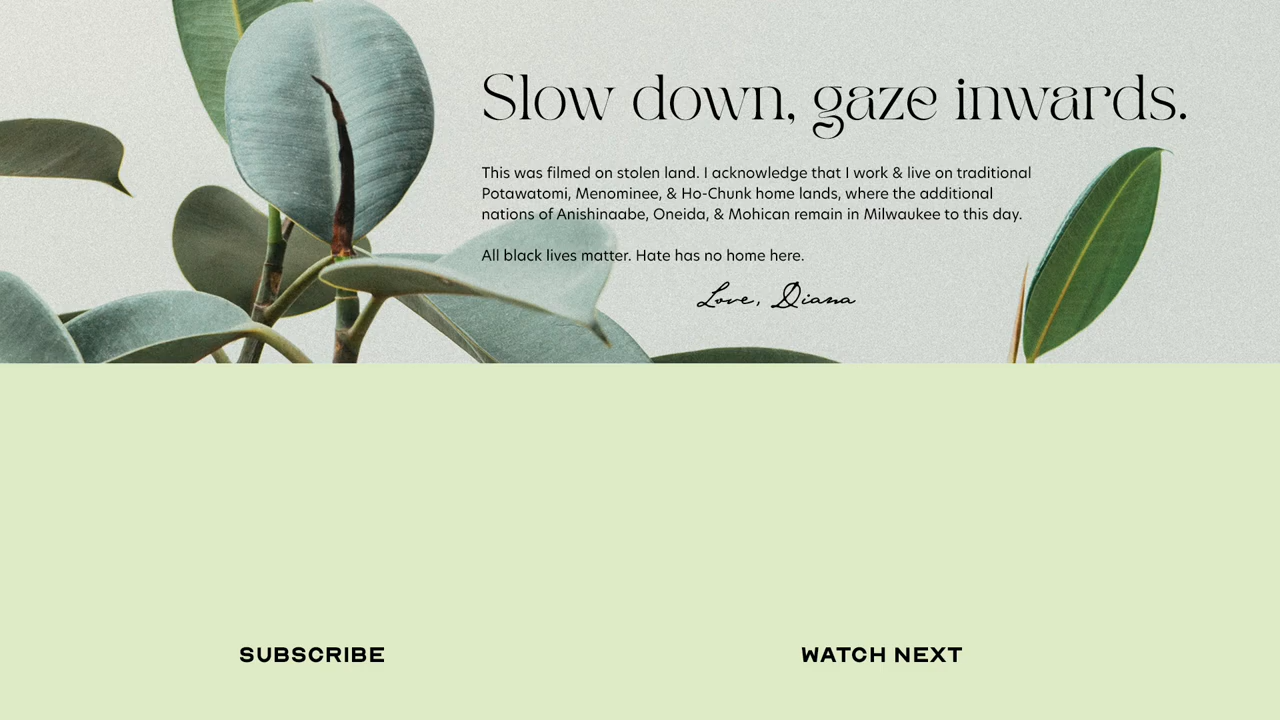 Slow down, gaze inwards.
This was filmed on stolen land. I acknowledge that I work & live on traditional
Potawatomi, Menominee, & Ho-Chunk home lands, where the additional
nations of Anishinaabe, Oneida, & Mohican remain in Milwaukee to this day.
All black lives matter. Hate has no home here.
Love, Diana
SUBSCRIBE
WATCH NEXT